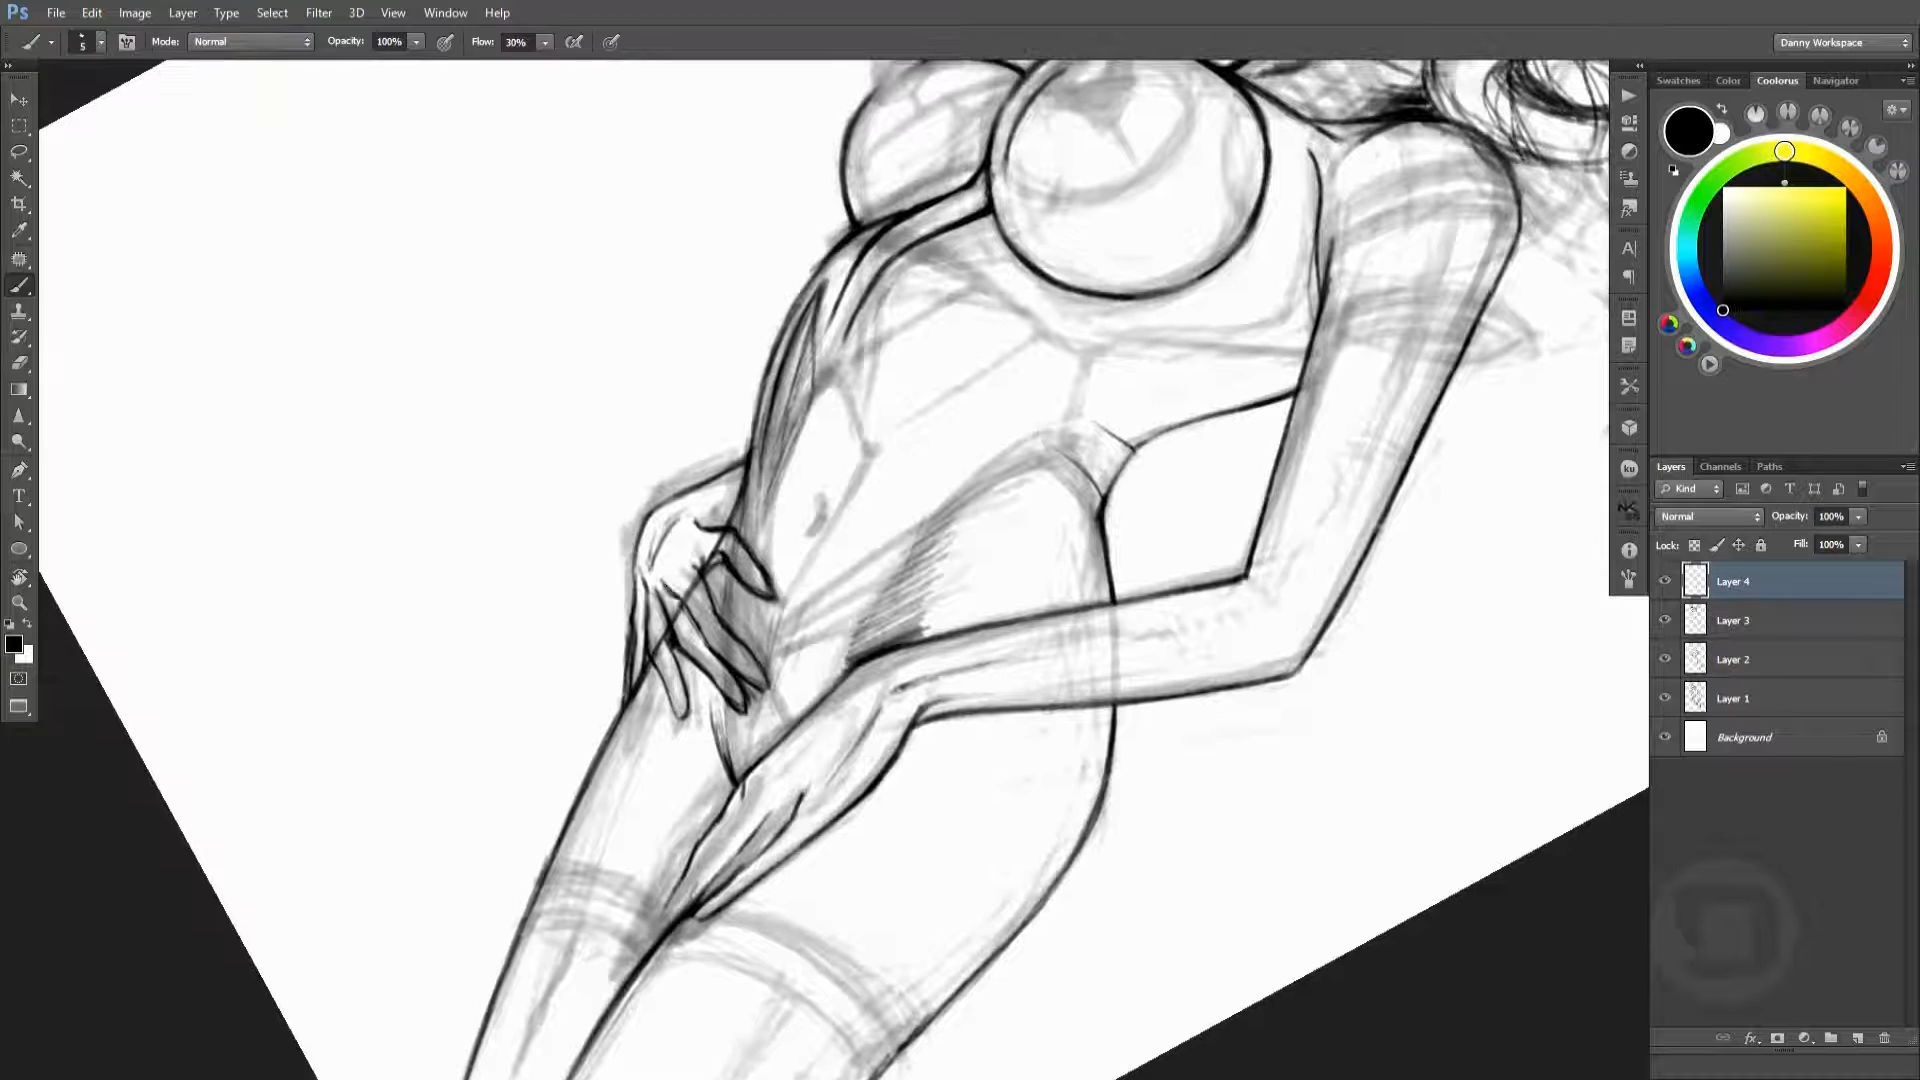 Ps File Edit Image Layer Type Select Filter 3D View Window Help
5 Mode: Normal Opacity: 100% Flow: 30% Danny Workspace
Swatches Color Coolorus Navigator
Layers Channels Paths
Kind
Normal Opacity: 100%
Lock: Fill: 100%
Layer 4
Layer 3
Layer 2
Layer 1
Background